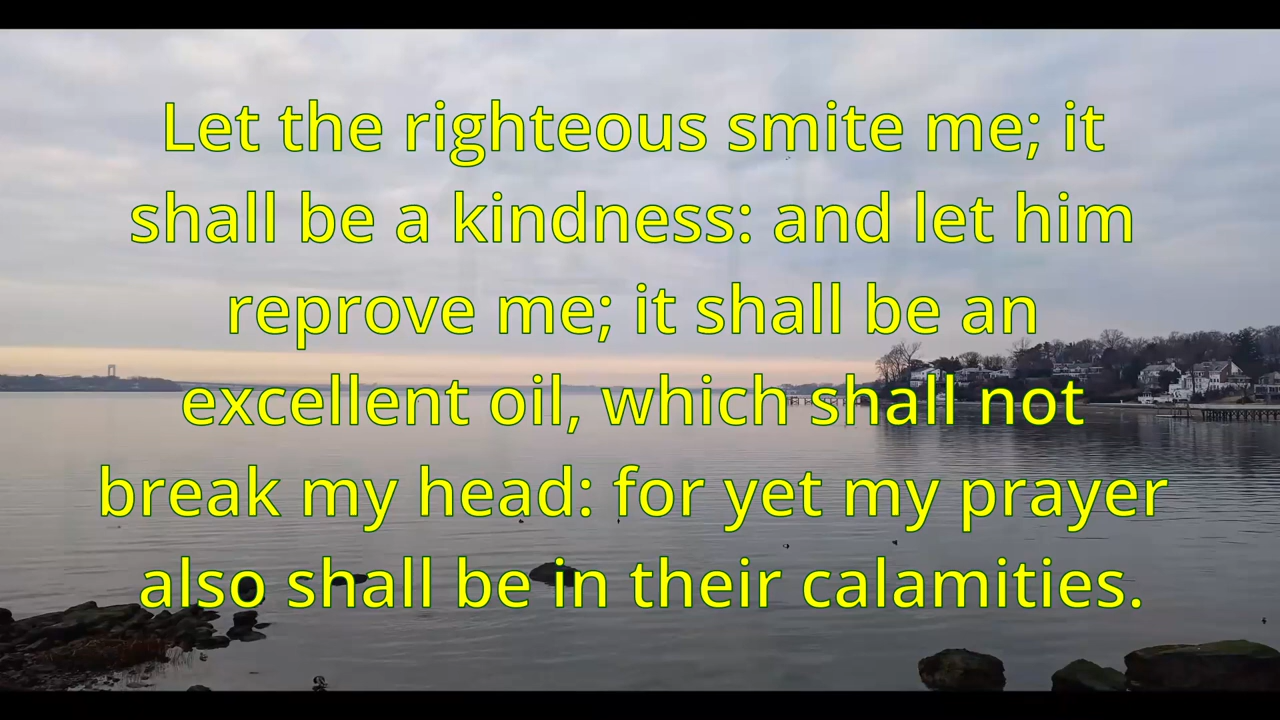 Let the righteous smite me; it
shall be a kindness: and let him
reprove me; it shall be an
excellent oil, which shall not
break my head: for yet my prayer
also shall be in their calamities.